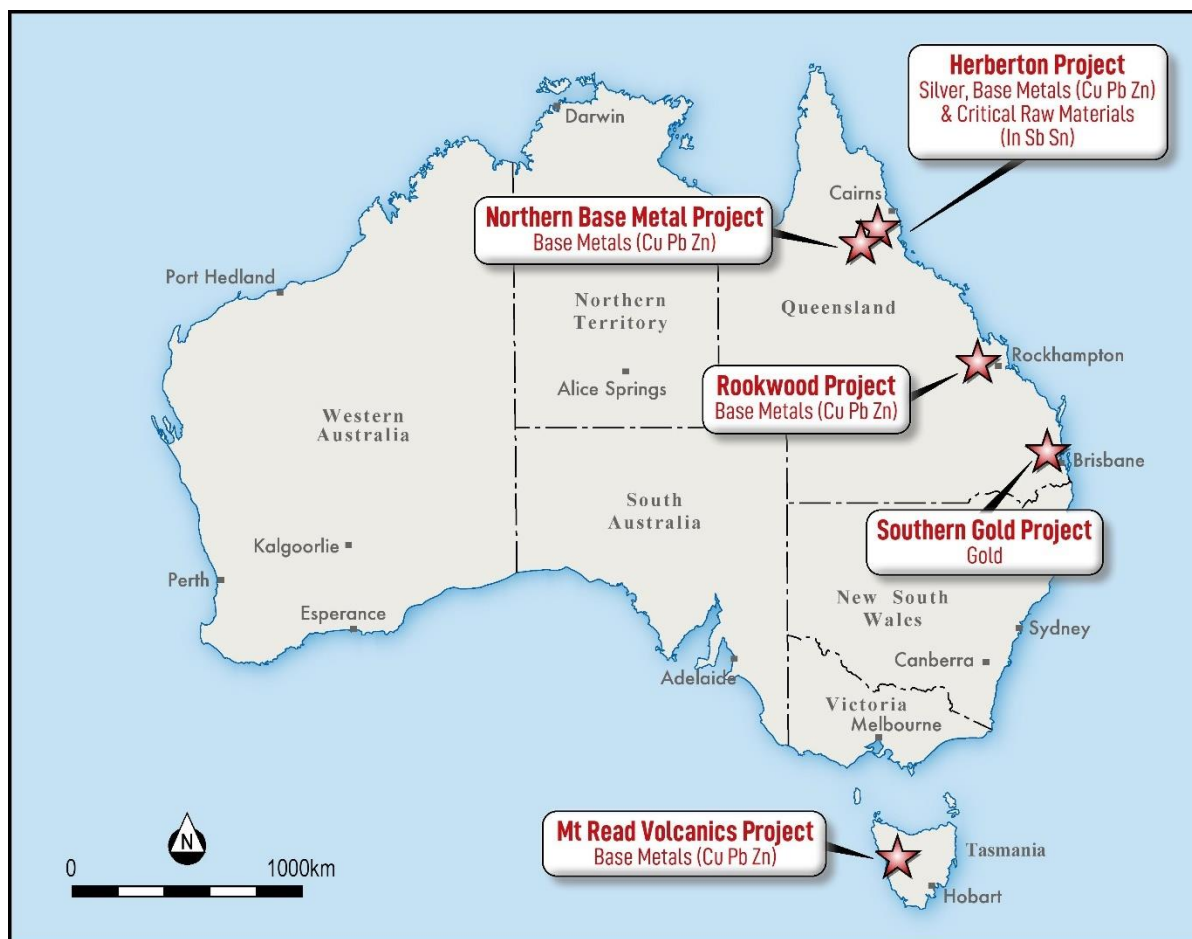 Herberton Project
Silver, Base Metals (Cu Pb Zn)
& Critical Raw Materials
(In Sb Sn)
Darwin
Cairns
Northern Base Metal Project
Base Metals (Cu Pb Zn)
Port Hedland
Northern
Territory
Queensland
Rockhampton
Alice Springs
Rookwood Project
Base Metals (Cu Pb Zn)
Western
Australia
Brisbane
South
Australia
Southern Gold Project
Gold
Kalgoorlie
Perth
Esperance
New South
Wales
Sydney
Canberra
Adelaide
Victoria
Melbourne
Mt Read Volcanics Project
Base Metals (Cu Pb Zn)
Tasmania
Hobart
N
0 1000km